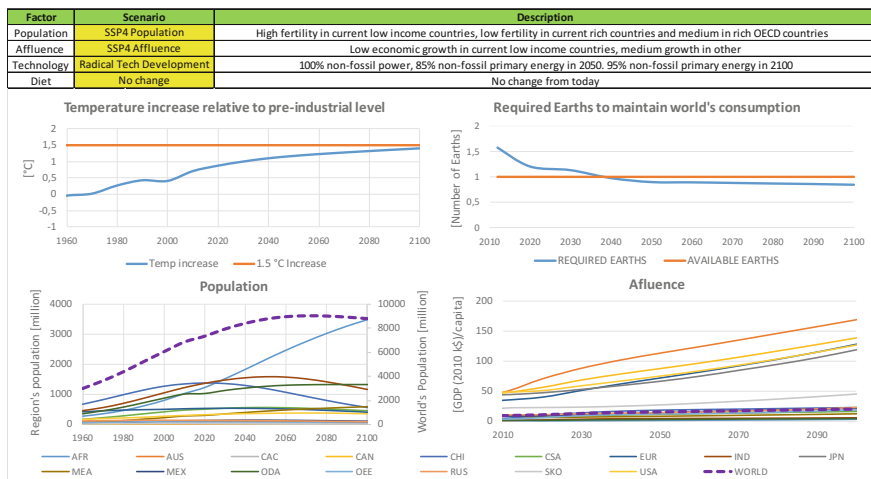 Factor Scenario Description
Population SSP4 Population High fertility in current low income countries, low fertility in current rich countries and medium in rich OECD countries
Affluence SSP4 Affluence Low economic growth in current low income countries, medium growth in other
Technology Radical Tech Development 100% non-fossil power, 85% non-fossil primary energy in 2050. 95% non-fossil primary energy in 2100
Diet No change No change from today
Temperature increase relative to pre-industrial level
[°C]
2
1,5
1
0,5
0
-0,5
-1
1960 1980 2000 2020 2040 2060 2080 2100
Temp increase 1.5 °C Increase
Required Earths to maintain world's consumption
[Number of Earths]
2
1,5
1
0,5
0
2010 2020 2030 2040 2050 2060 2070 2080 2090 2100
REQUIRED EARTHS AVAILABLE EARTHS
Population
Region's population [million]
4000
3000
2000
1000
0
World's Population [million]
10000
8000
6000
4000
2000
0
1960 1980 2000 2020 2040 2060 2080 2100
Afluence
[GDP (2010 k$)/capita]
200
150
100
50
0
2010 2030 2050 2070 2090
AFR AUS CAC CAN CHI CSA EUR IND JPN
MEA MEX ODA OEE RUS SKO USA WORLD